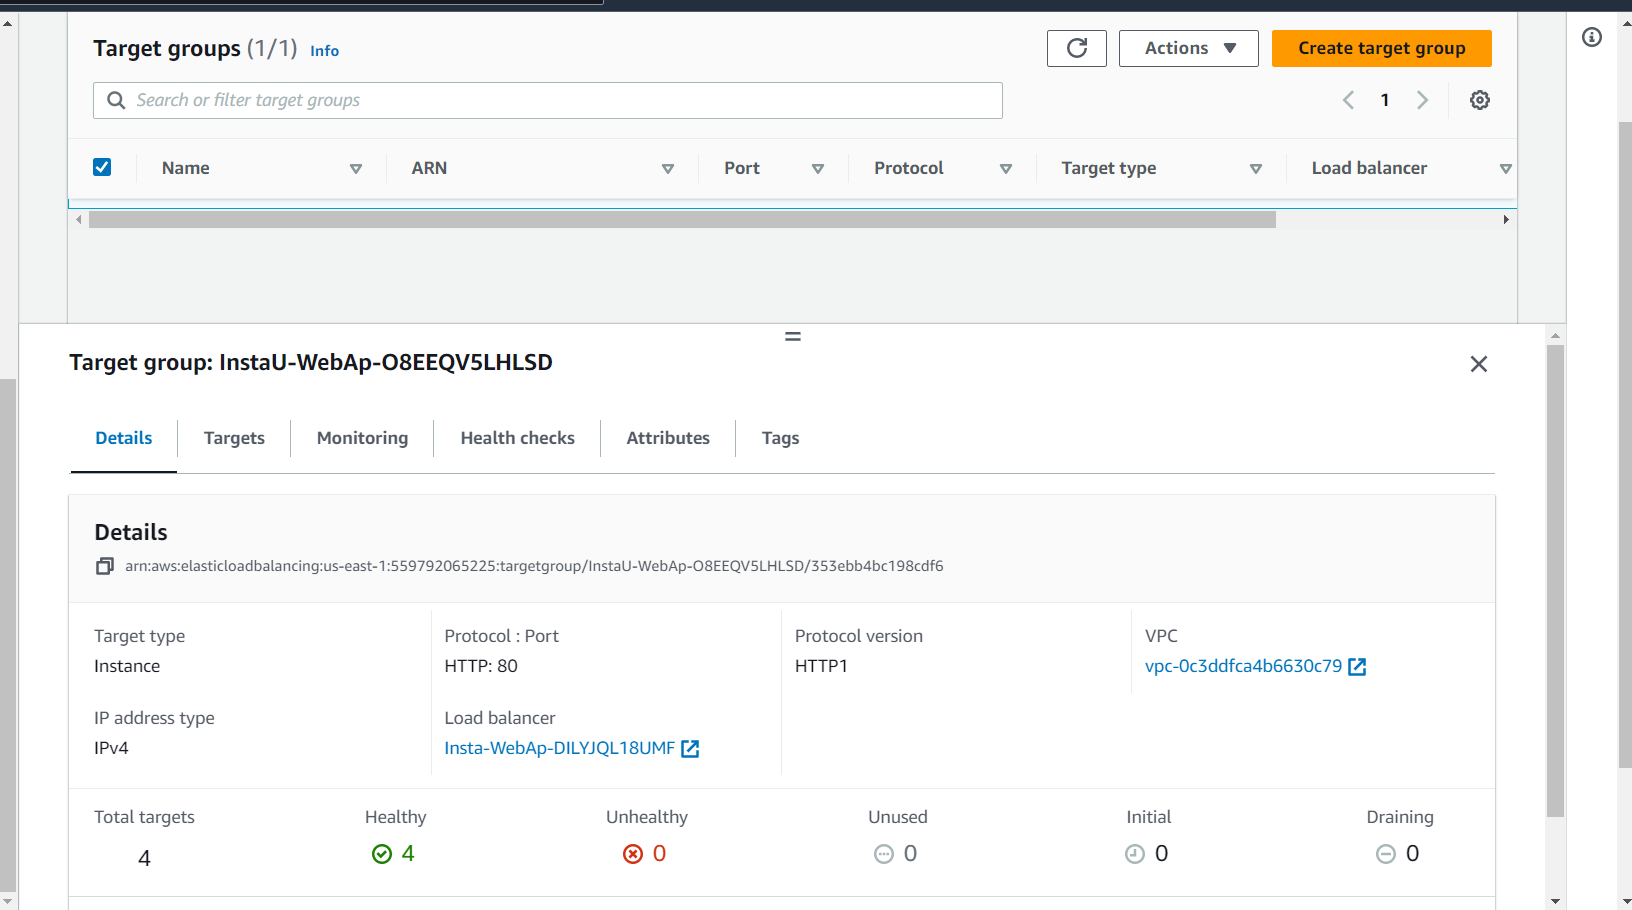 Target groups (1/1) Info
Actions
Create target group
Search or filter target groups
1
Name ARN Port Protocol Target type Load balancer
Target group: InstaU-WebAp-O8EEQV5LHLSD
Details Targets Monitoring Health checks Attributes Tags
Details
arn:aws:elasticloadbalancing:us-east-1:559792065225:targetgroup/InstaU-WebAp-O8EEQV5LHLSD/353ebb4bc198cdf6
Target type Protocol : Port Protocol version VPC
Instance HTTP: 80 HTTP1 vpc-0c3ddfca4b6630c79
IP address type Load balancer
IPv4 Insta-WebAp-DILYJQL18UMF
Total targets Healthy Unhealthy Unused Initial Draining
4 4 0 0 0 0